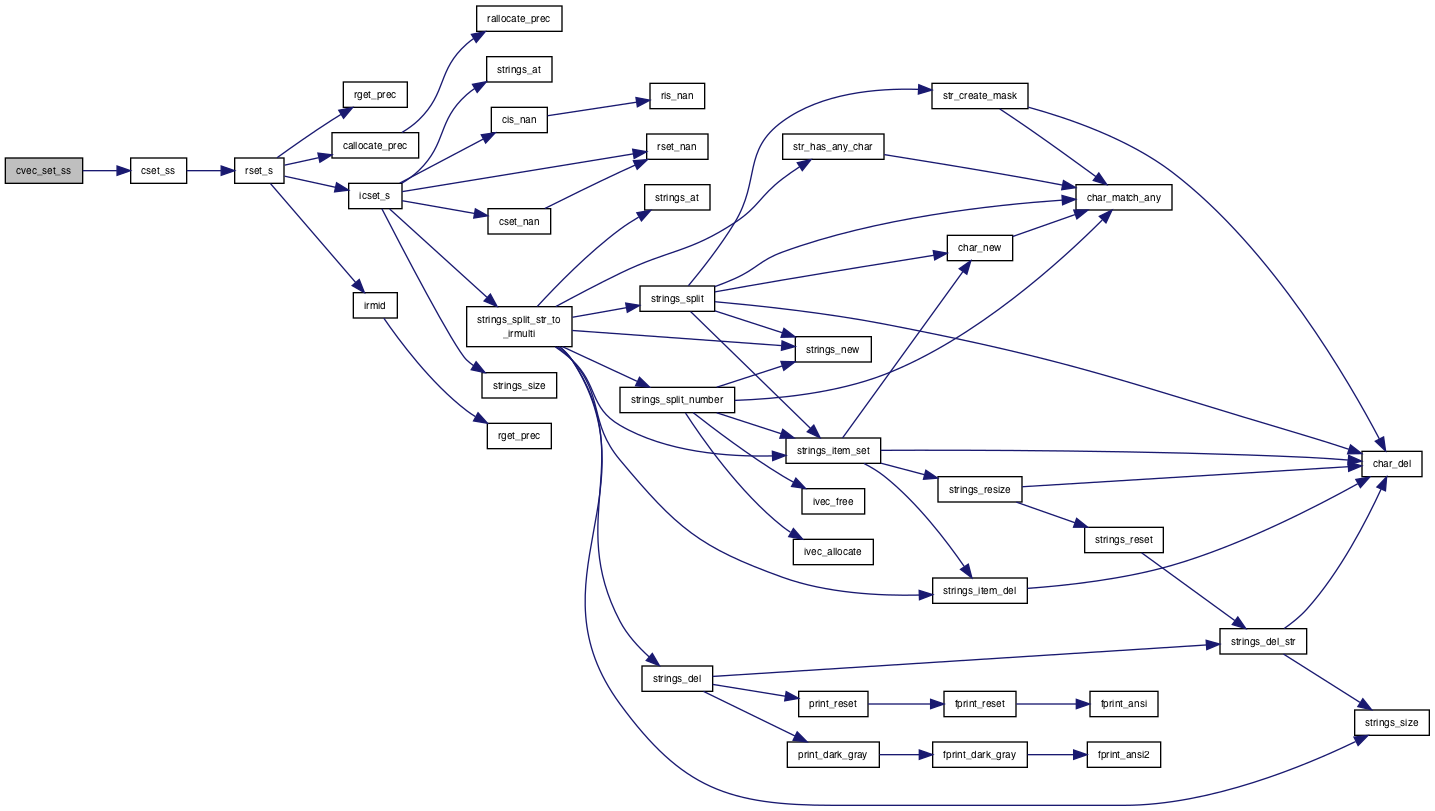 rallocate_prec
strings_at
rget_prec
ris_nan
str_create_mask
cis_nan
callocate_prec
rset_nan
str_has_any_char
cvec_set_ss
cset_ss
rset_s
icset_s
strings_at
char_match_any
cset_nan
char_new
irmid
strings_split
strings_split_str_to
_irmulti
strings_new
strings_size
strings_split_number
rget_prec
strings_item_set
char_del
strings_resize
ivec_free
strings_reset
ivec_allocate
strings_item_del
strings_del_str
strings_del
print_reset
fprint_reset
fprint_ansi
strings_size
print_dark_gray
fprint_dark_gray
fprint_ansi2